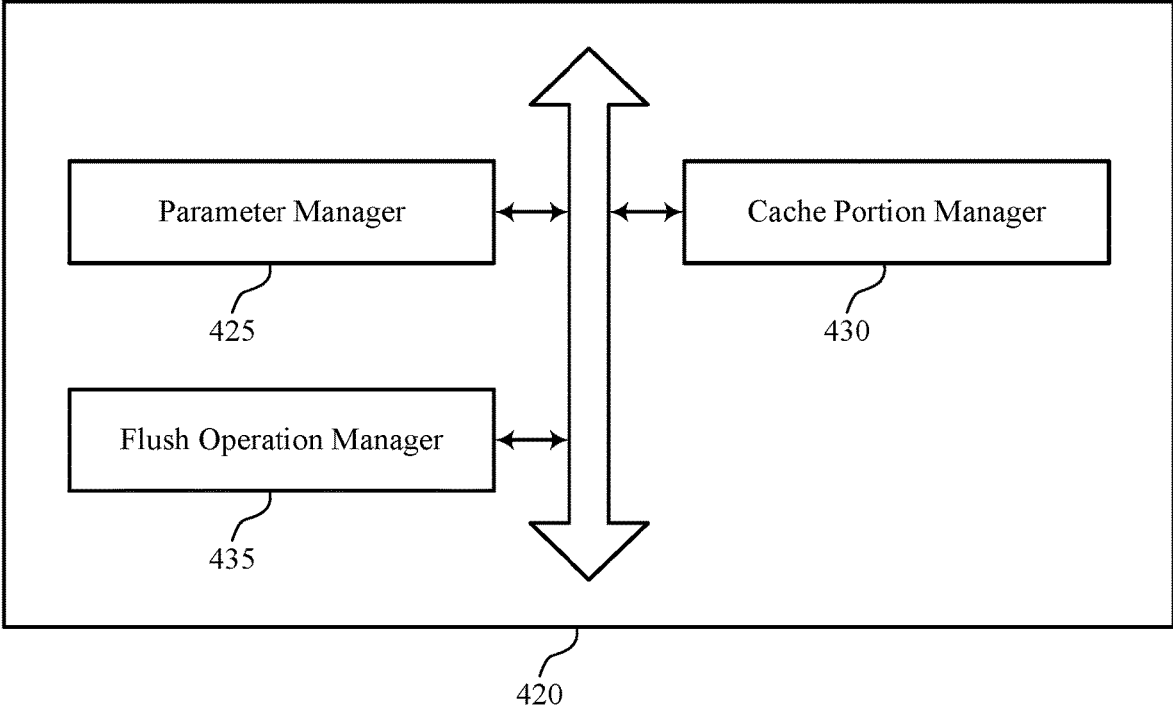 Parameter Manager
Cache Portion Manager
425
430
Flush Operation Manager
435
420